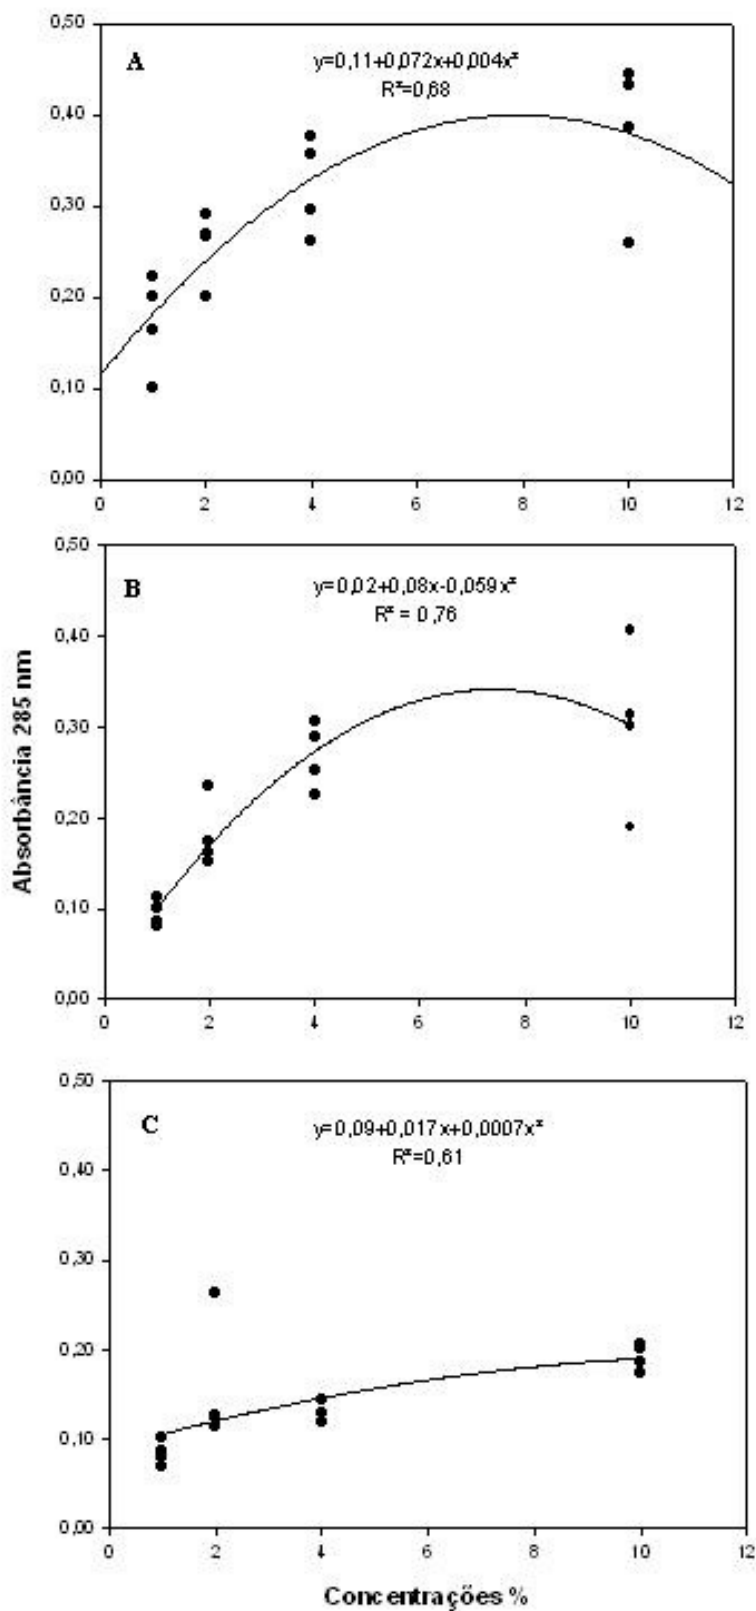 A
y=0,11+0,072x+0,004x²
R²=0,68
0,50
0,40
0,30
0,20
0,10
0,00
0 2 4 6 8 10 12
B
y=0,02+0,08x-0,059x²
R² = 0,76
0,50
0,40
0,30
0,20
0,10
0,00
0 2 4 6 8 10 12
Absorbância 285 nm
C
y=0,09+0,017x+0,0007x²
R²=0,61
0,50
0,40
0,30
0,20
0,10
0,00
0 2 4 6 8 10 12
Concentrações %